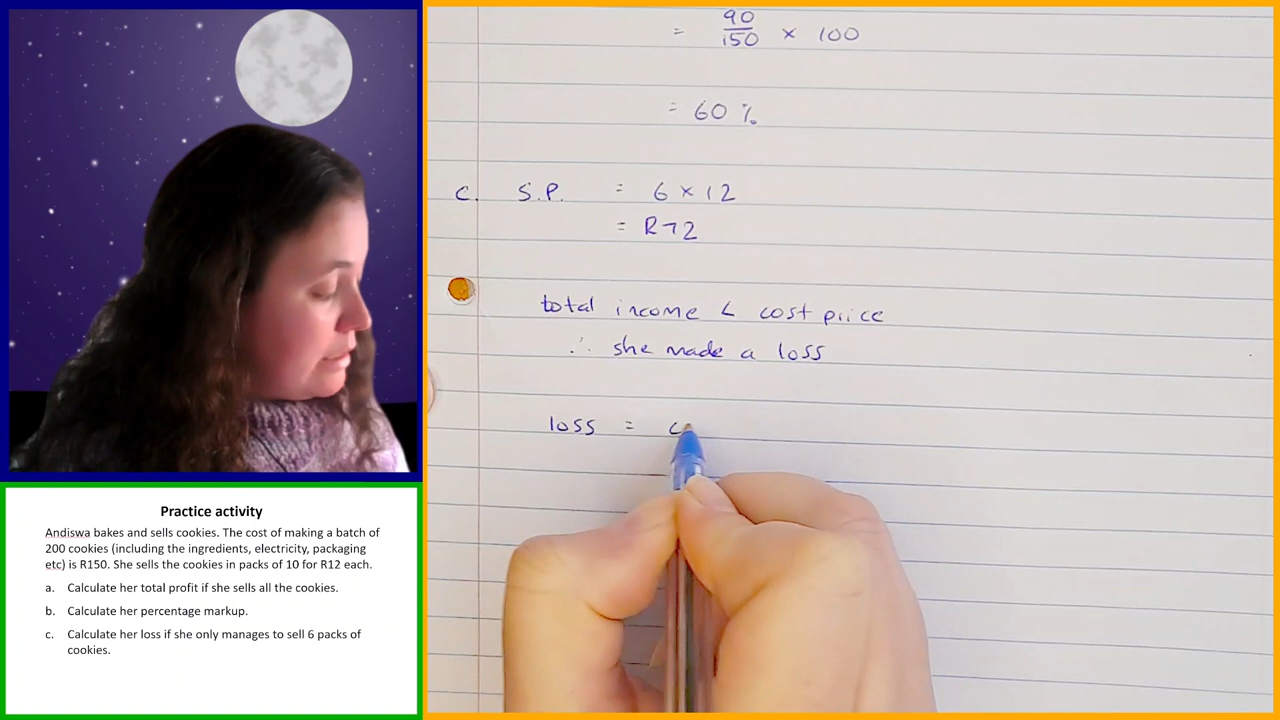 = 90/150 × 100
= 60 %
c. S.P. = 6 × 12
= R72
total income < cost price
∴ she made a loss
loss = c
Practice activity
Andiswa bakes and sells cookies. The cost of making a batch of
200 cookies (including the ingredients, electricity, packaging
etc) is R150. She sells the cookies in packs of 10 for R12 each.
a. Calculate her total profit if she sells all the cookies.
b. Calculate her percentage markup.
c. Calculate her loss if she only manages to sell 6 packs of
cookies.